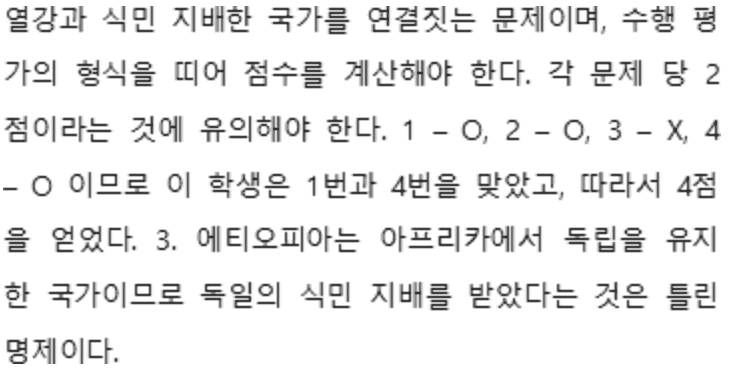 열강과 식민 지배한 국가를 연결짓는 문제이며, 수행 평
가의 형식을 띠어 점수를 계산해야 한다. 각 문제 당 2
점이라는 것에 유의해야 한다. 1 – O, 2 – O, 3 – X, 4
– O 이므로 이 학생은 1번과 4번을 맞았고, 따라서 4점
을 얻었다. 3. 에티오피아는 아프리카에서 독립을 유지
한 국가이므로 독일의 식민 지배를 받았다는 것은 틀린
명제이다.